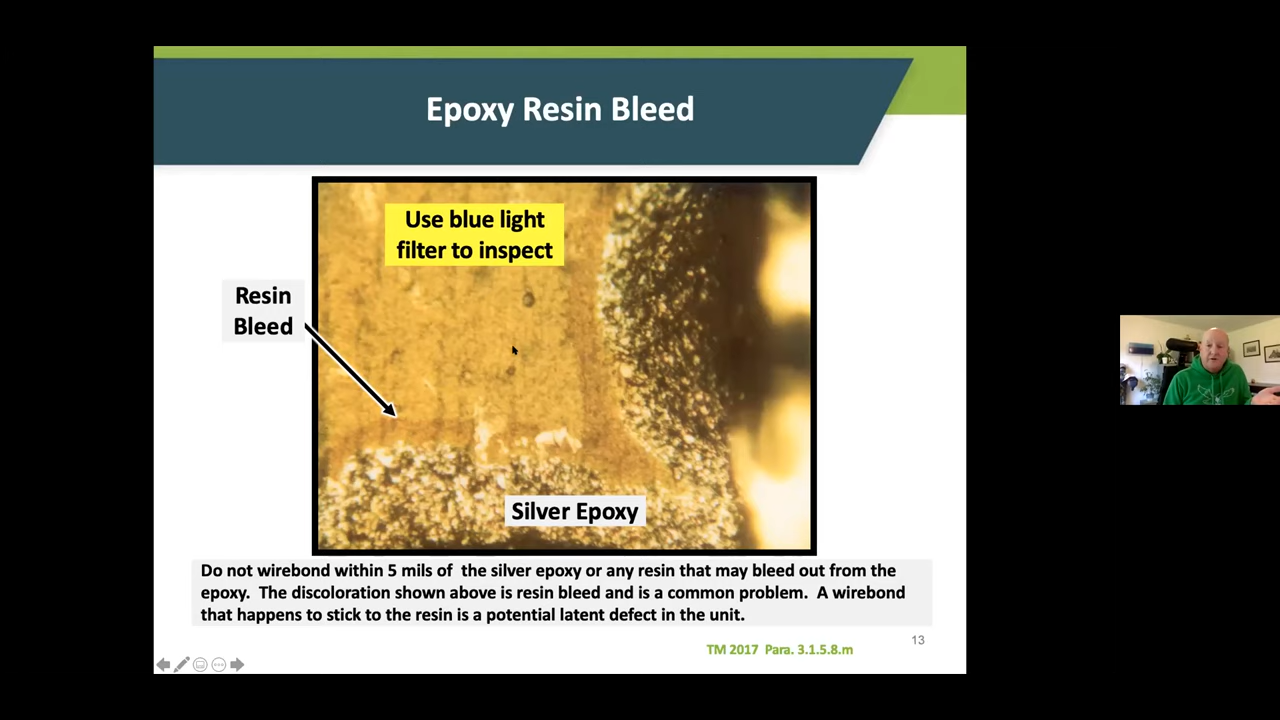 Epoxy Resin Bleed
Use blue light
filter to inspect
Resin
Bleed
Silver Epoxy
Do not wirebond within 5 mils of the silver epoxy or any resin that may bleed out from the
epoxy. The discoloration shown above is resin bleed and is a common problem. A wirebond
that happens to stick to the resin is a potential latent defect in the unit.
13
TM 2017 Para. 3.1.5.8.m